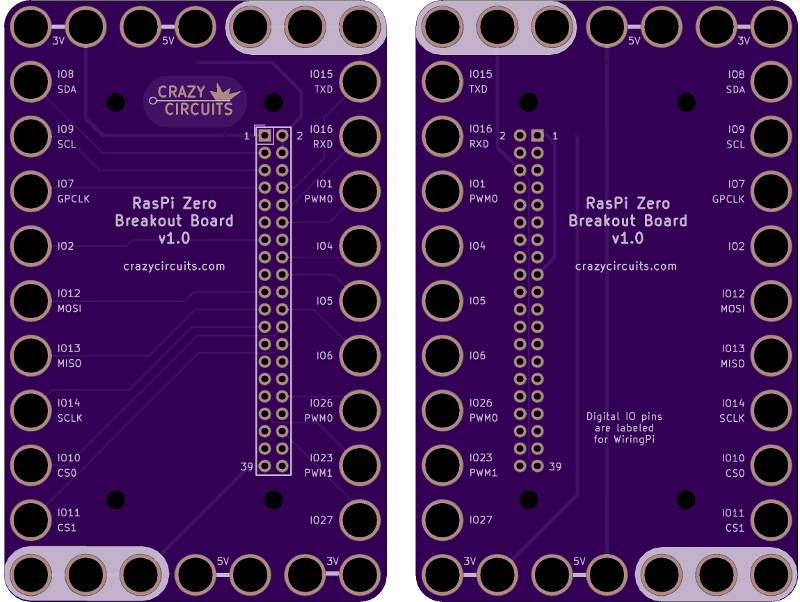 3V 5V
IO8
SDA
IO9
SCL
IO7
GPCLK
IO2
IO12
MOSI
IO13
MISO
IO14
SCLK
IO10
CS0
IO11
CS1
CRAZY
CIRCUITS
1 2
RasPi Zero
Breakout Board
v1.0
crazycircuits.com
39
IO15
TXD
IO16
RXD
IO1
PWM0
IO4
IO5
IO6
IO26
PWM0
IO23
PWM1
IO27
5V 3V
5V 3V
IO15
TXD
IO16
RXD
IO1
PWM0
IO4
IO5
IO6
IO26
PWM0
IO23
PWM1
IO27
2 1
RasPi Zero
Breakout Board
v1.0
crazycircuits.com
Digital IO pins
are labeled
for WiringPi
39
IO8
SDA
IO9
SCL
IO7
GPCLK
IO2
IO12
MOSI
IO13
MISO
IO14
SCLK
IO10
CS0
IO11
CS1
3V 5V